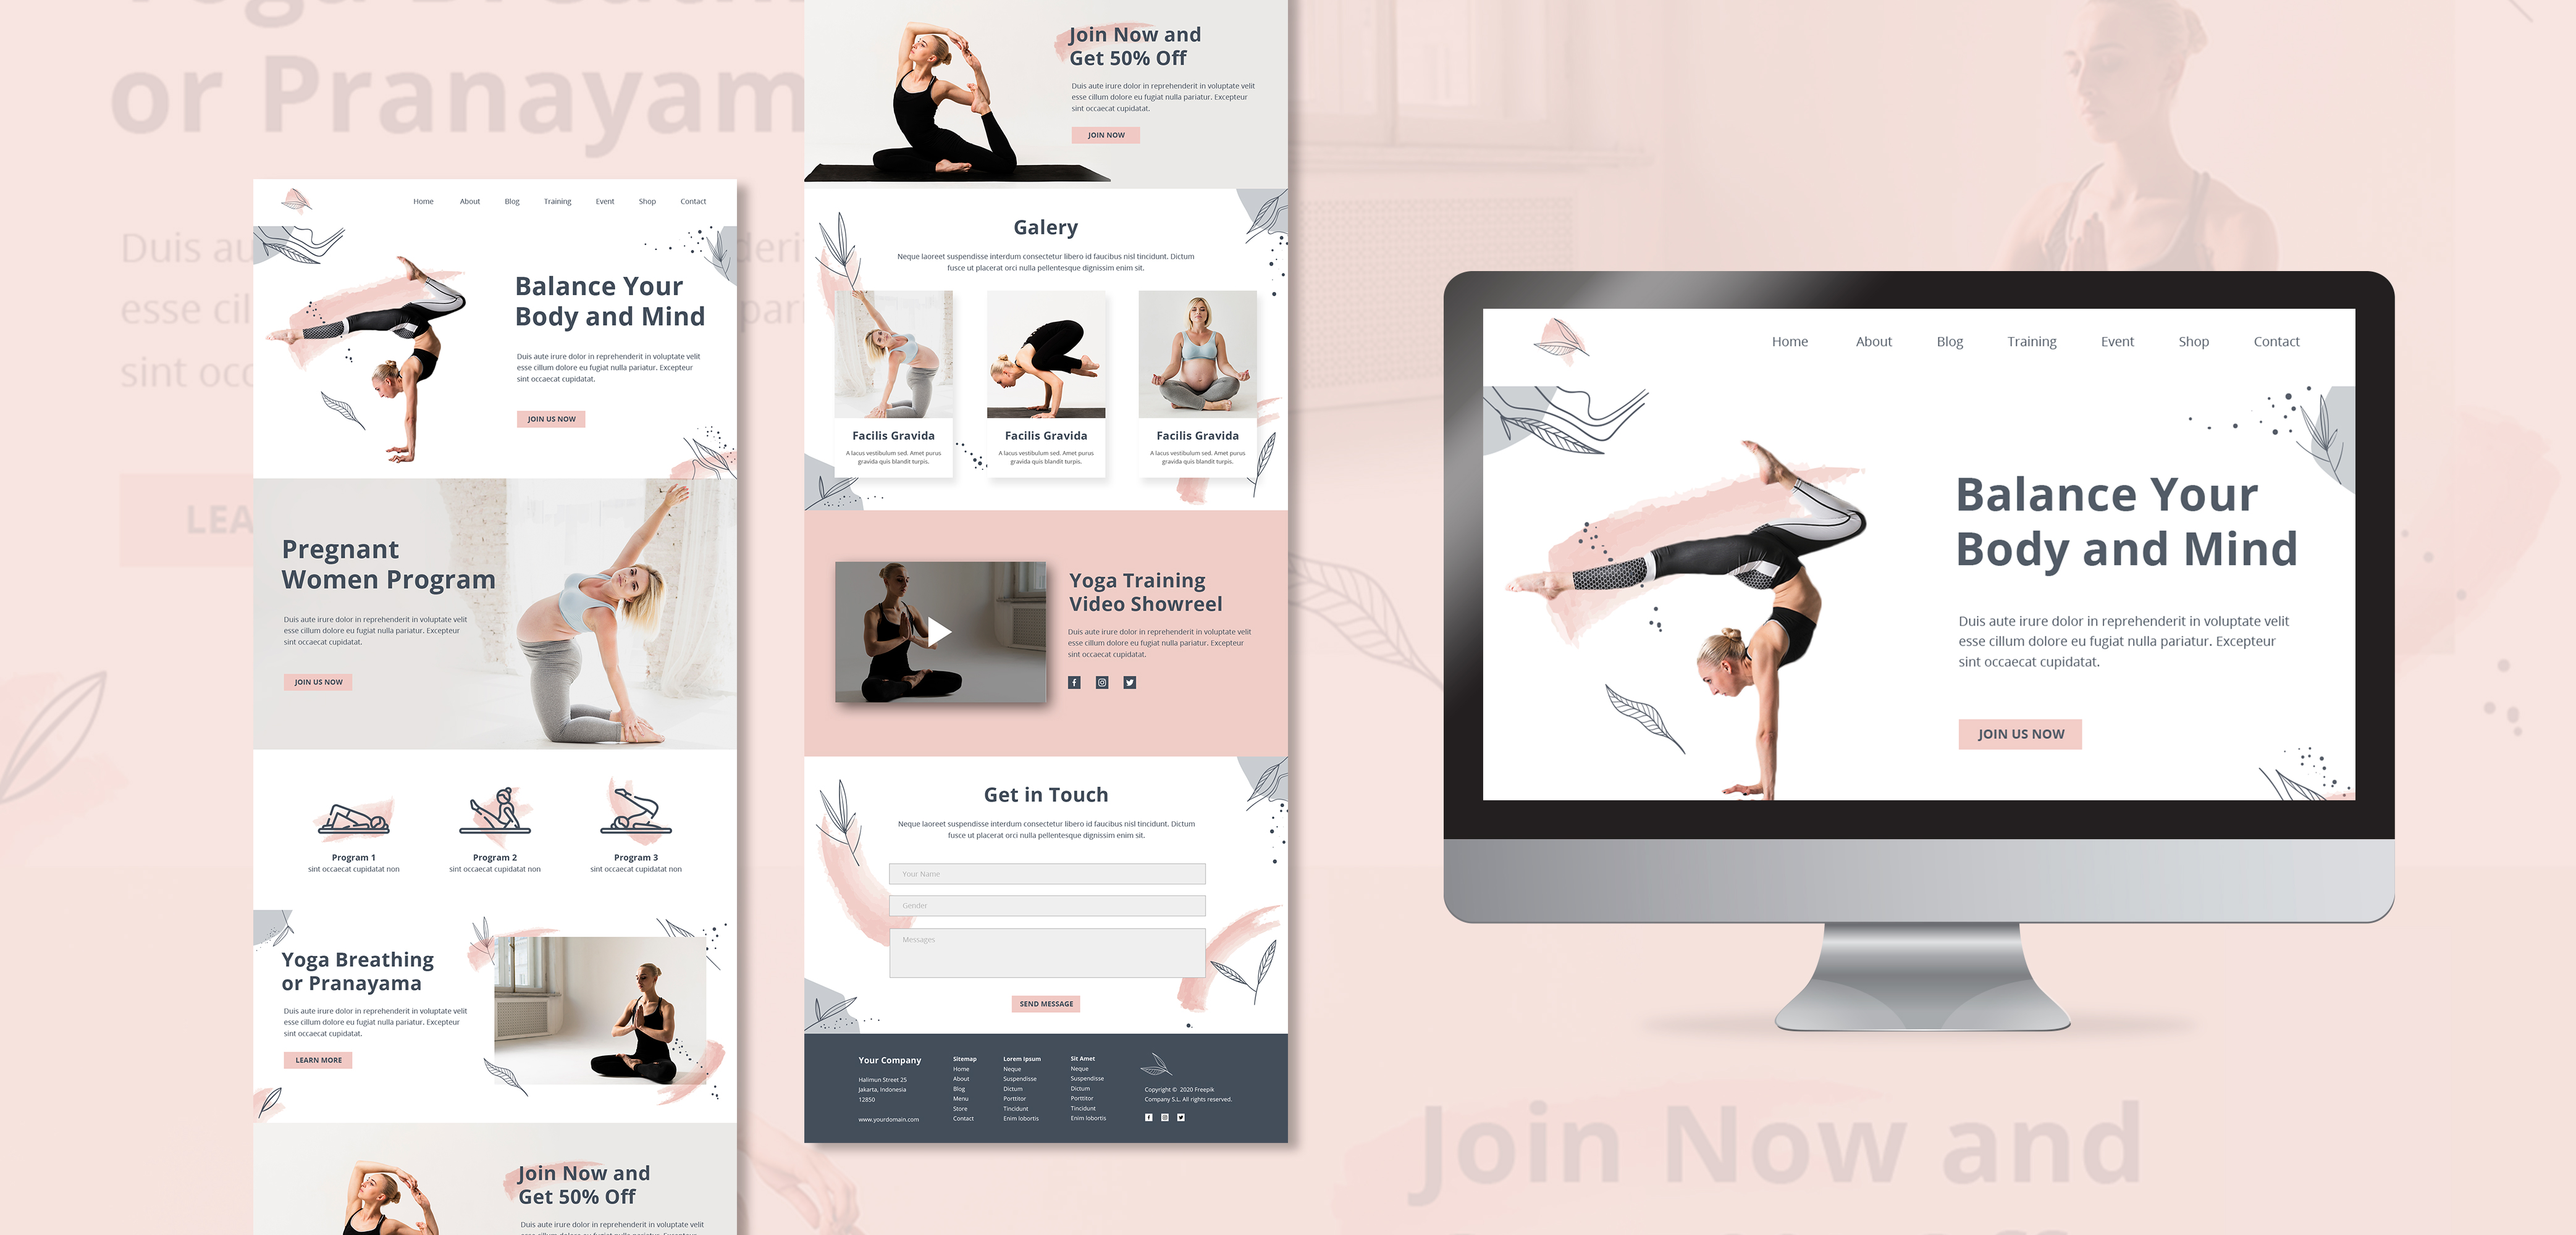 or Pranayam
Duis au
esse cil
sint occ
LEA
Home About Blog Training Event Shop Contact
Balance Your
Body and Mind
Duis aute irure dolor in reprehenderit in voluptate velit
esse cillum dolore eu fugiat nulla pariatur. Excepteur
sint occaecat cupidatat.
JOIN US NOW
Pregnant
Women Program
Duis aute irure dolor in reprehenderit in voluptate velit
esse cillum dolore eu fugiat nulla pariatur. Excepteur
sint occaecat cupidatat.
JOIN US NOW
Program 1
sint occaecat cupidatat non
Program 2
sint occaecat cupidatat non
Program 3
sint occaecat cupidatat non
Yoga Breathing
or Pranayama
Duis aute irure dolor in reprehenderit in voluptate velit
esse cillum dolore eu fugiat nulla pariatur. Excepteur
sint occaecat cupidatat.
LEARN MORE
Join Now and
Get 50% Off
Duis aute irure dolor in reprehenderit in voluptate velit
Join Now and
Get 50% Off
Duis aute irure dolor in reprehenderit in voluptate velit
esse cillum dolore eu fugiat nulla pariatur. Excepteur
sint occaecat cupidatat.
JOIN NOW
Galery
Neque laoreet suspendisse interdum consectetur libero id faucibus nisl tincidunt. Dictum
fusce ut placerat orci nulla pellentesque dignissim enim sit.
Facilis Gravida
A lacus vestibulum sed. Amet purus
gravida quis blandit turpis.
Facilis Gravida
A lacus vestibulum sed. Amet purus
gravida quis blandit turpis.
Facilis Gravida
A lacus vestibulum sed. Amet purus
gravida quis blandit turpis.
Yoga Training
Video Showreel
Duis aute irure dolor in reprehenderit in voluptate velit
esse cillum dolore eu fugiat nulla pariatur. Excepteur
sint occaecat cupidatat.
Get in Touch
Neque laoreet suspendisse interdum consectetur libero id faucibus nisl tincidunt. Dictum
fusce ut placerat orci nulla pellentesque dignissim enim sit.
Your Name
Gender
Messages
SEND MESSAGE
Your Company
Hallmun Street 25
Jakarta, Indonesia
12850
www.yourdomain.com
Sitemap
Home
About
Blog
Menu
Store
Contact
Lorem Ipsum
Neque
Suspendisse
Dictum
Porttitor
Tincidunt
Enim lobortis
Sit Amet
Neque
Suspendisse
Dictum
Porttitor
Tincidunt
Enim lobortis
Copyright © 2020 Freepik
Company S.L. All rights reserved.
Home About Blog Training Event Shop Contact
Balance Your
Body and Mind
Duis aute irure dolor in reprehenderit in voluptate velit
esse cillum dolore eu fugiat nulla pariatur. Excepteur
sint occaecat cupidatat.
JOIN US NOW
Join Now and